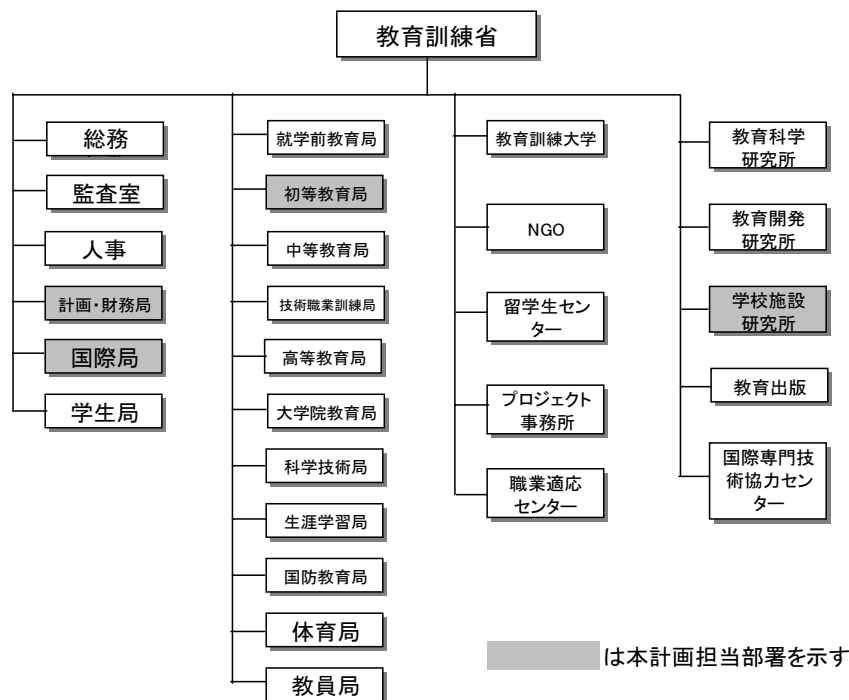 教育訓練省
総務
監査室
人事
計画・財務局
国際局
学生局
就学前教育局
初等教育局
中等教育局
技術職業訓練局
高等教育局
大学院教育局
科学技術局
生涯学習局
国防教育局
体育局
教員局
教育訓練大学
NGO
留学生セン
ター
プロジェクト
事務所
職業適応
センター
教育科学
研究所
教育開発
研究所
学校施設
研究所
教育出版
国際専門技
術協力セン
ター
は本計画担当部署を示す